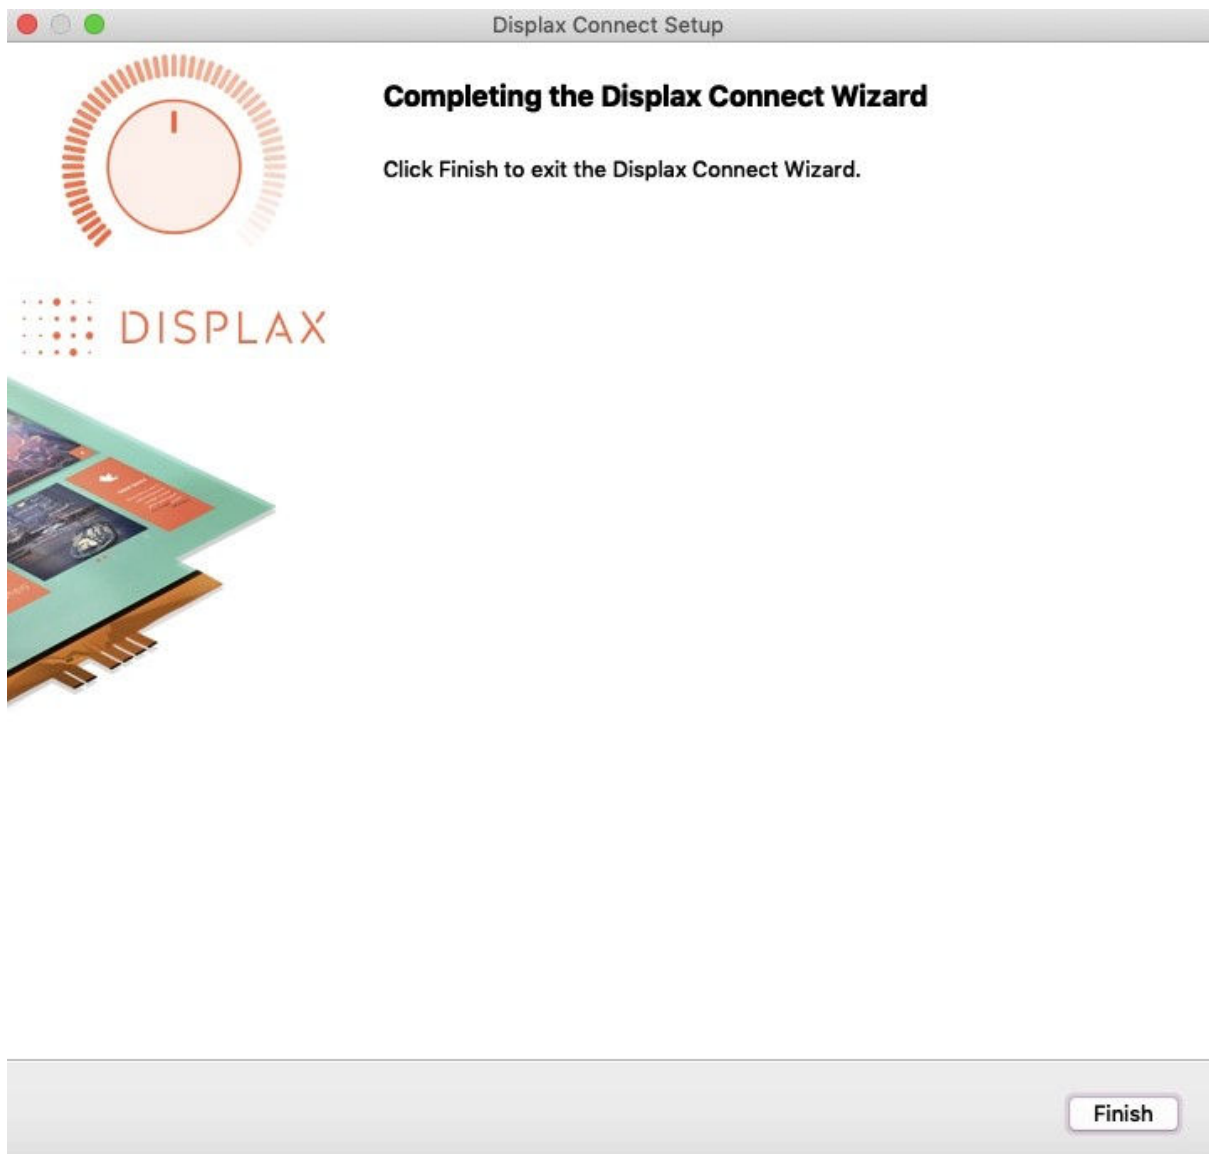 Displax Connect Setup
Completing the Displax Connect Wizard
Click Finish to exit the Displax Connect Wizard.
DISPLAX
Finish